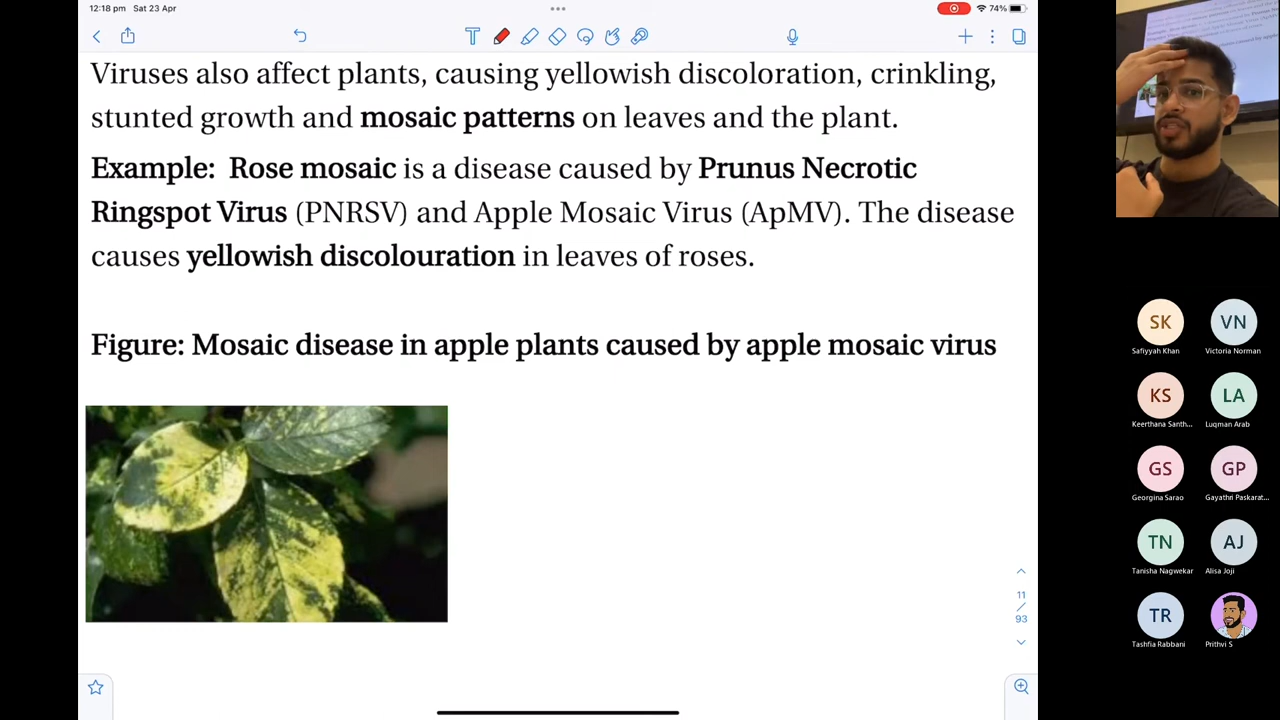 12:18 pm Sat 23 Apr
74%
Viruses also affect plants, causing yellowish discoloration, crinkling,
stunted growth and mosaic patterns on leaves and the plant.
Example: Rose mosaic is a disease caused by Prunus Necrotic
Ringspot Virus (PNRSV) and Apple Mosaic Virus (ApMV). The disease
causes yellowish discolouration in leaves of roses.
Figure: Mosaic disease in apple plants caused by apple mosaic virus
11
/
93
SK VN
Safiyyah Khan Victoria Norman
KS LA
Keerthana Santh... Luqman Arab
GS GP
Georgina Sarao Gayathri Paskarat...
TN AJ
Tanisha Nagwekar Alisa Joji
TR
Tashfia Rabbani Prithvi S